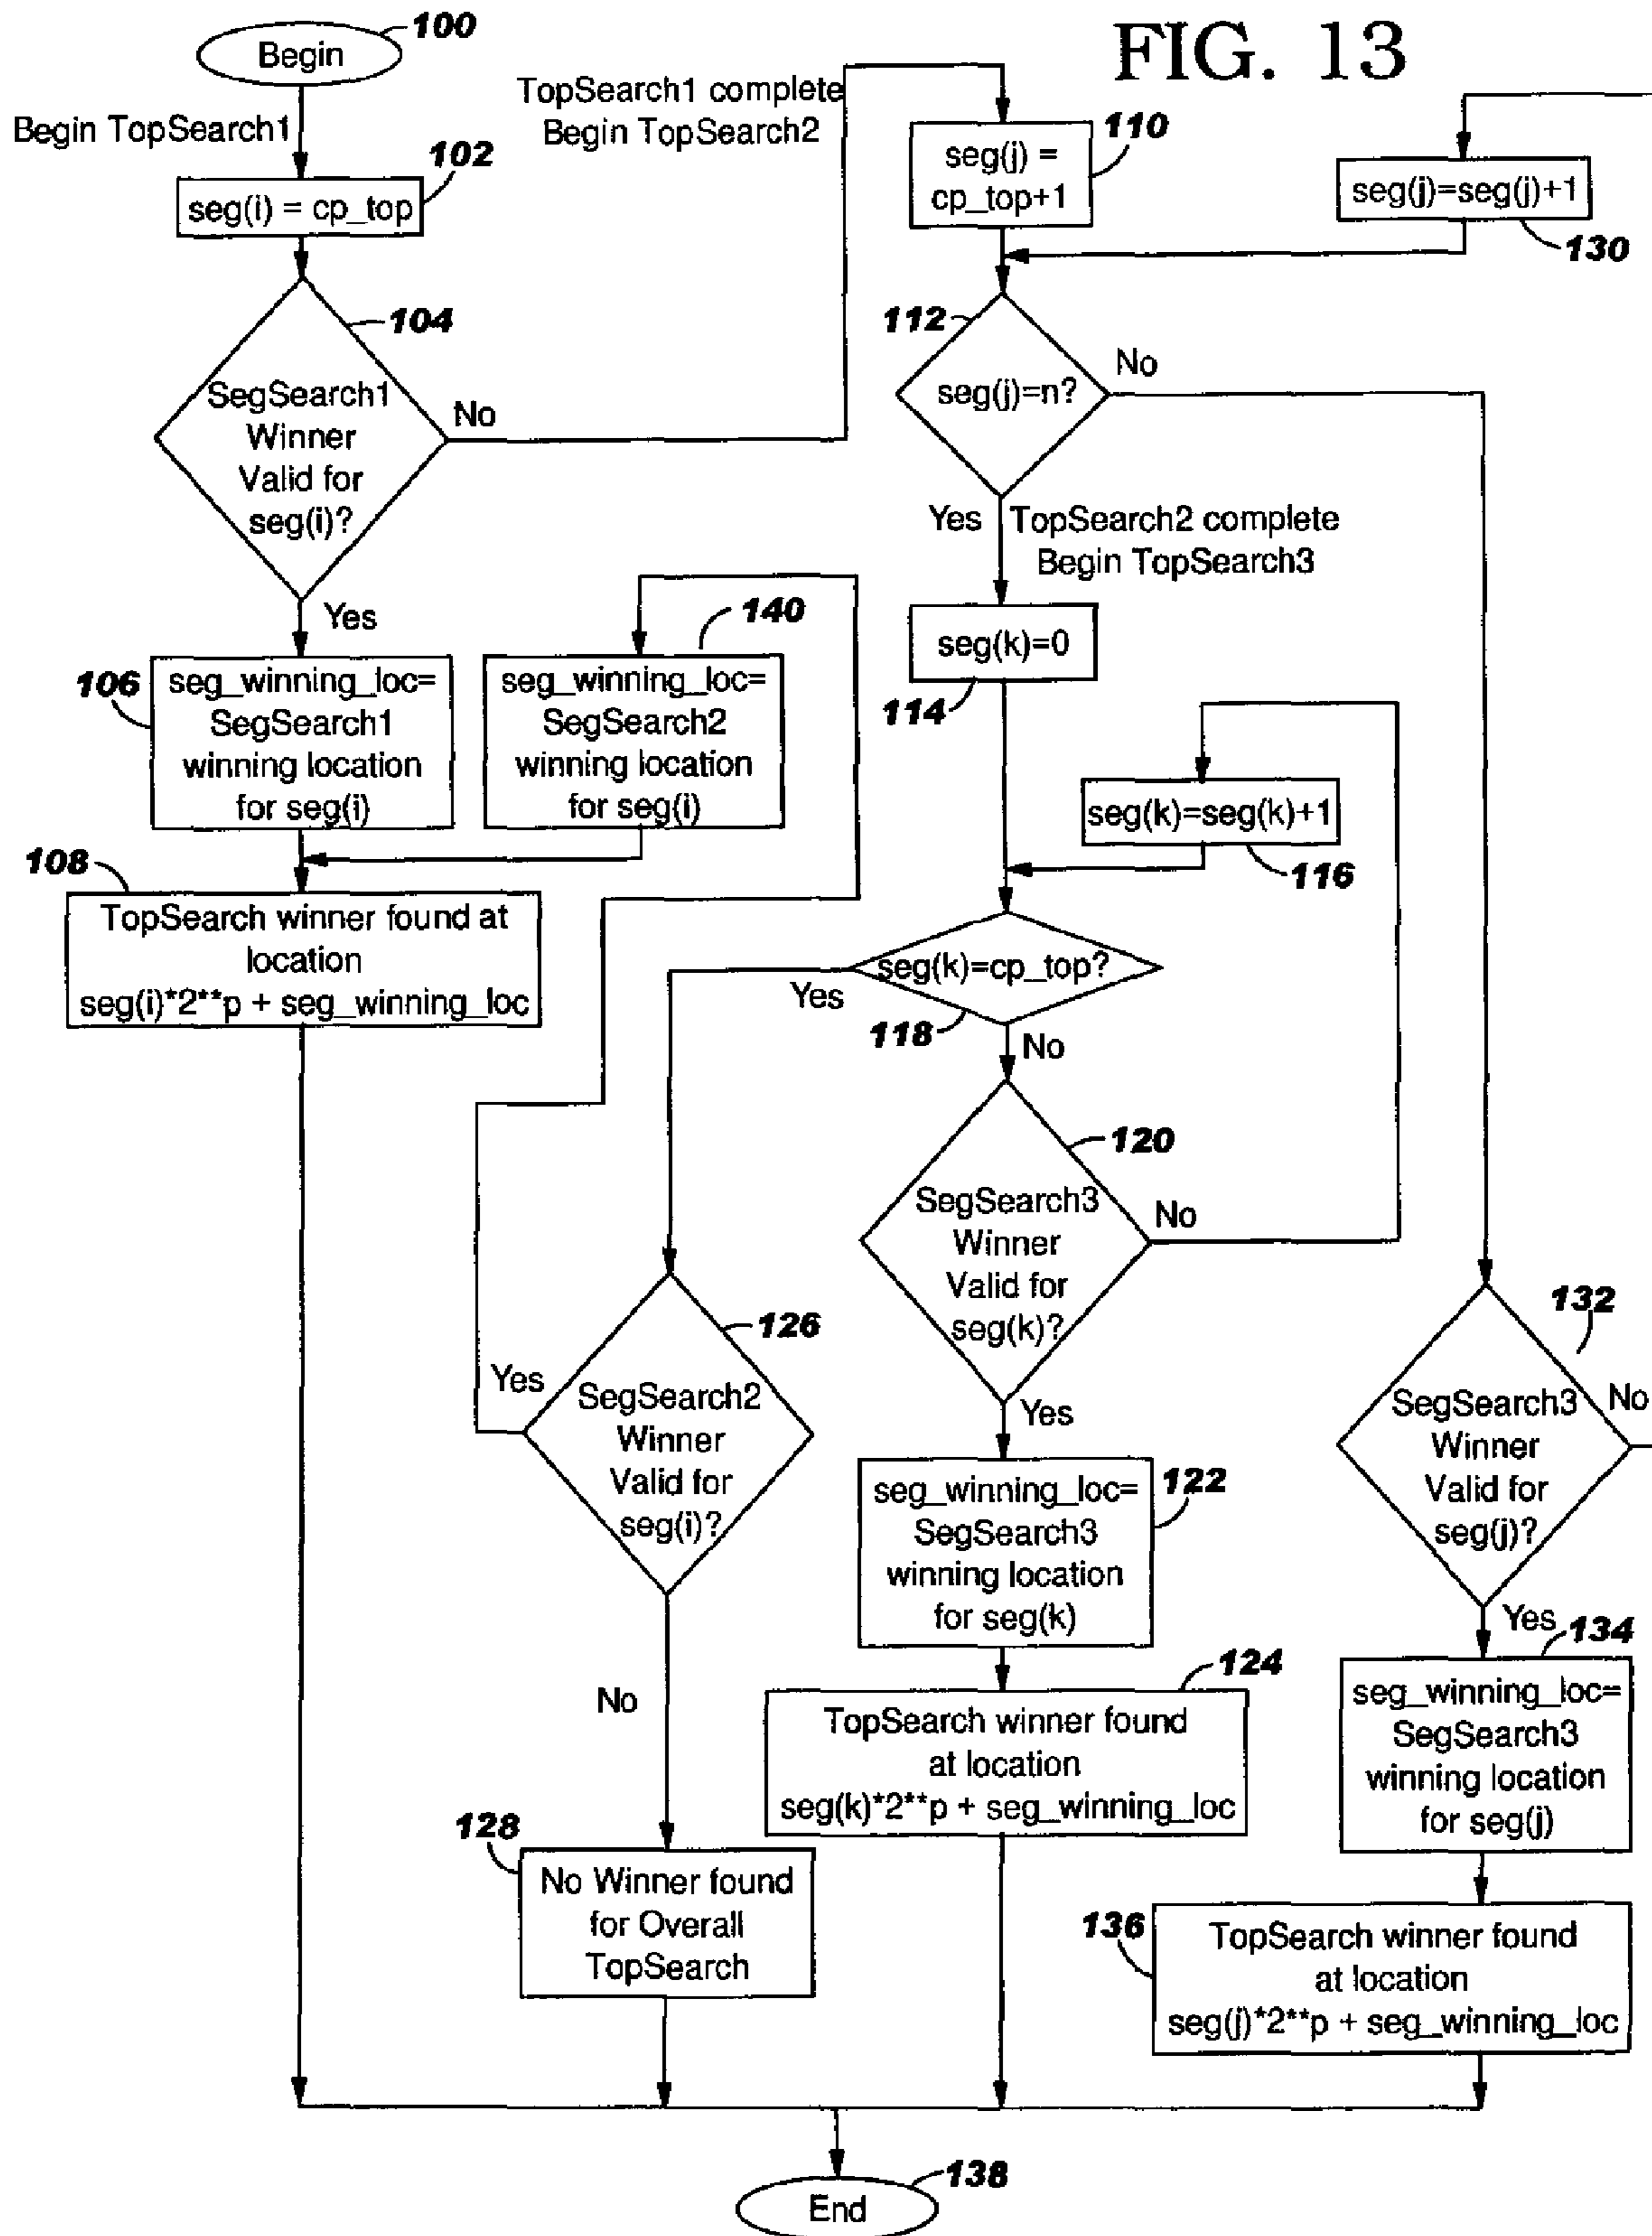 FIG. 13
100
Begin
Begin TopSearch1
102
seg(i) = cp_top
104
SegSearch1
Winner
Valid for
seg(i)?
No
Yes
TopSearch1 complete
Begin TopSearch2
110
seg(j) =
cp_top+1
seg(j)=seg(j)+1
130
112
seg(j)=n?
No
Yes
TopSearch2 complete
Begin TopSearch3
106
seg_winning_loc=
SegSearch1
winning location
for seg(i)
140
seg_winning_loc=
SegSearch2
winning location
for seg(i)
108
TopSearch winner found at
location
seg(i)*2**p + seg_winning_loc
seg(k)=0
114
seg(k)=seg(k)+1
116
seg(k)=cp_top?
Yes
118
No
120
SegSearch3
Winner
Valid for
seg(k)?
No
Yes
126
Yes
SegSearch2
Winner
Valid for
seg(i)?
No
132
SegSearch3
Winner
Valid for
seg(j)?
No
Yes
122
seg_winning_loc=
SegSearch3
winning location
for seg(k)
124
TopSearch winner found
at location
seg(k)*2**p + seg_winning_loc
134
seg_winning_loc=
SegSearch3
winning location
for seg(j)
128
No Winner found
for Overall
TopSearch
136
TopSearch winner found
at location
seg(j)*2**p + seg_winning_loc
138
End